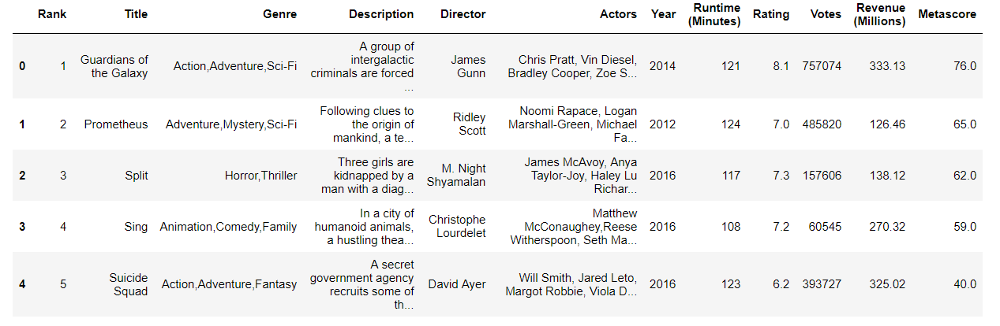 Rank Title Genre Description Director Actors Year Runtime (Minutes) Rating Votes Revenue (Millions) Metascore
0 1 Guardians of the Galaxy Action,Adventure,Sci-Fi A group of intergalactic criminals are forced ... James Gunn Chris Pratt, Vin Diesel, Bradley Cooper, Zoe S... 2014 121 8.1 757074 333.13 76.0
1 2 Prometheus Adventure,Mystery,Sci-Fi Following clues to the origin of mankind, a te... Ridley Scott Noomi Rapace, Logan Marshall-Green, Michael Fa... 2012 124 7.0 485820 126.46 65.0
2 3 Split Horror,Thriller Three girls are kidnapped by a man with a diag... M. Night Shyamalan James McAvoy, Anya Taylor-Joy, Haley Lu Richar... 2016 117 7.3 157606 138.12 62.0
3 4 Sing Animation,Comedy,Family In a city of humanoid animals, a hustling thea... Christophe Lourdelet Matthew McConaughey,Reese Witherspoon, Seth Ma... 2016 108 7.2 60545 270.32 59.0
4 5 Suicide Squad Action,Adventure,Fantasy A secret government agency recruits some of th... David Ayer Will Smith, Jared Leto, Margot Robbie, Viola D... 2016 123 6.2 393727 325.02 40.0